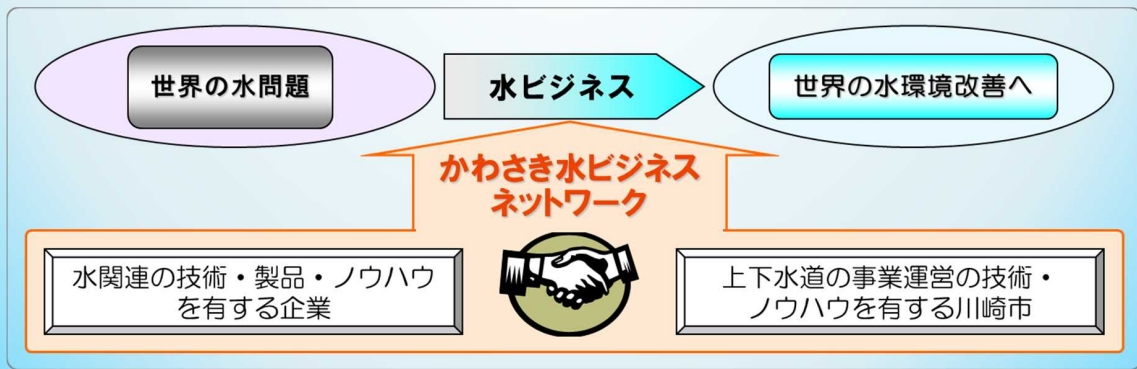 世界の水問題
水ビジネス
世界の水環境改善へ
かわさき水ビジネス
ネットワーク
水関連の技術・製品・ノウハウ
を有する企業
上下水道の事業運営の技術・
ノウハウを有する川崎市